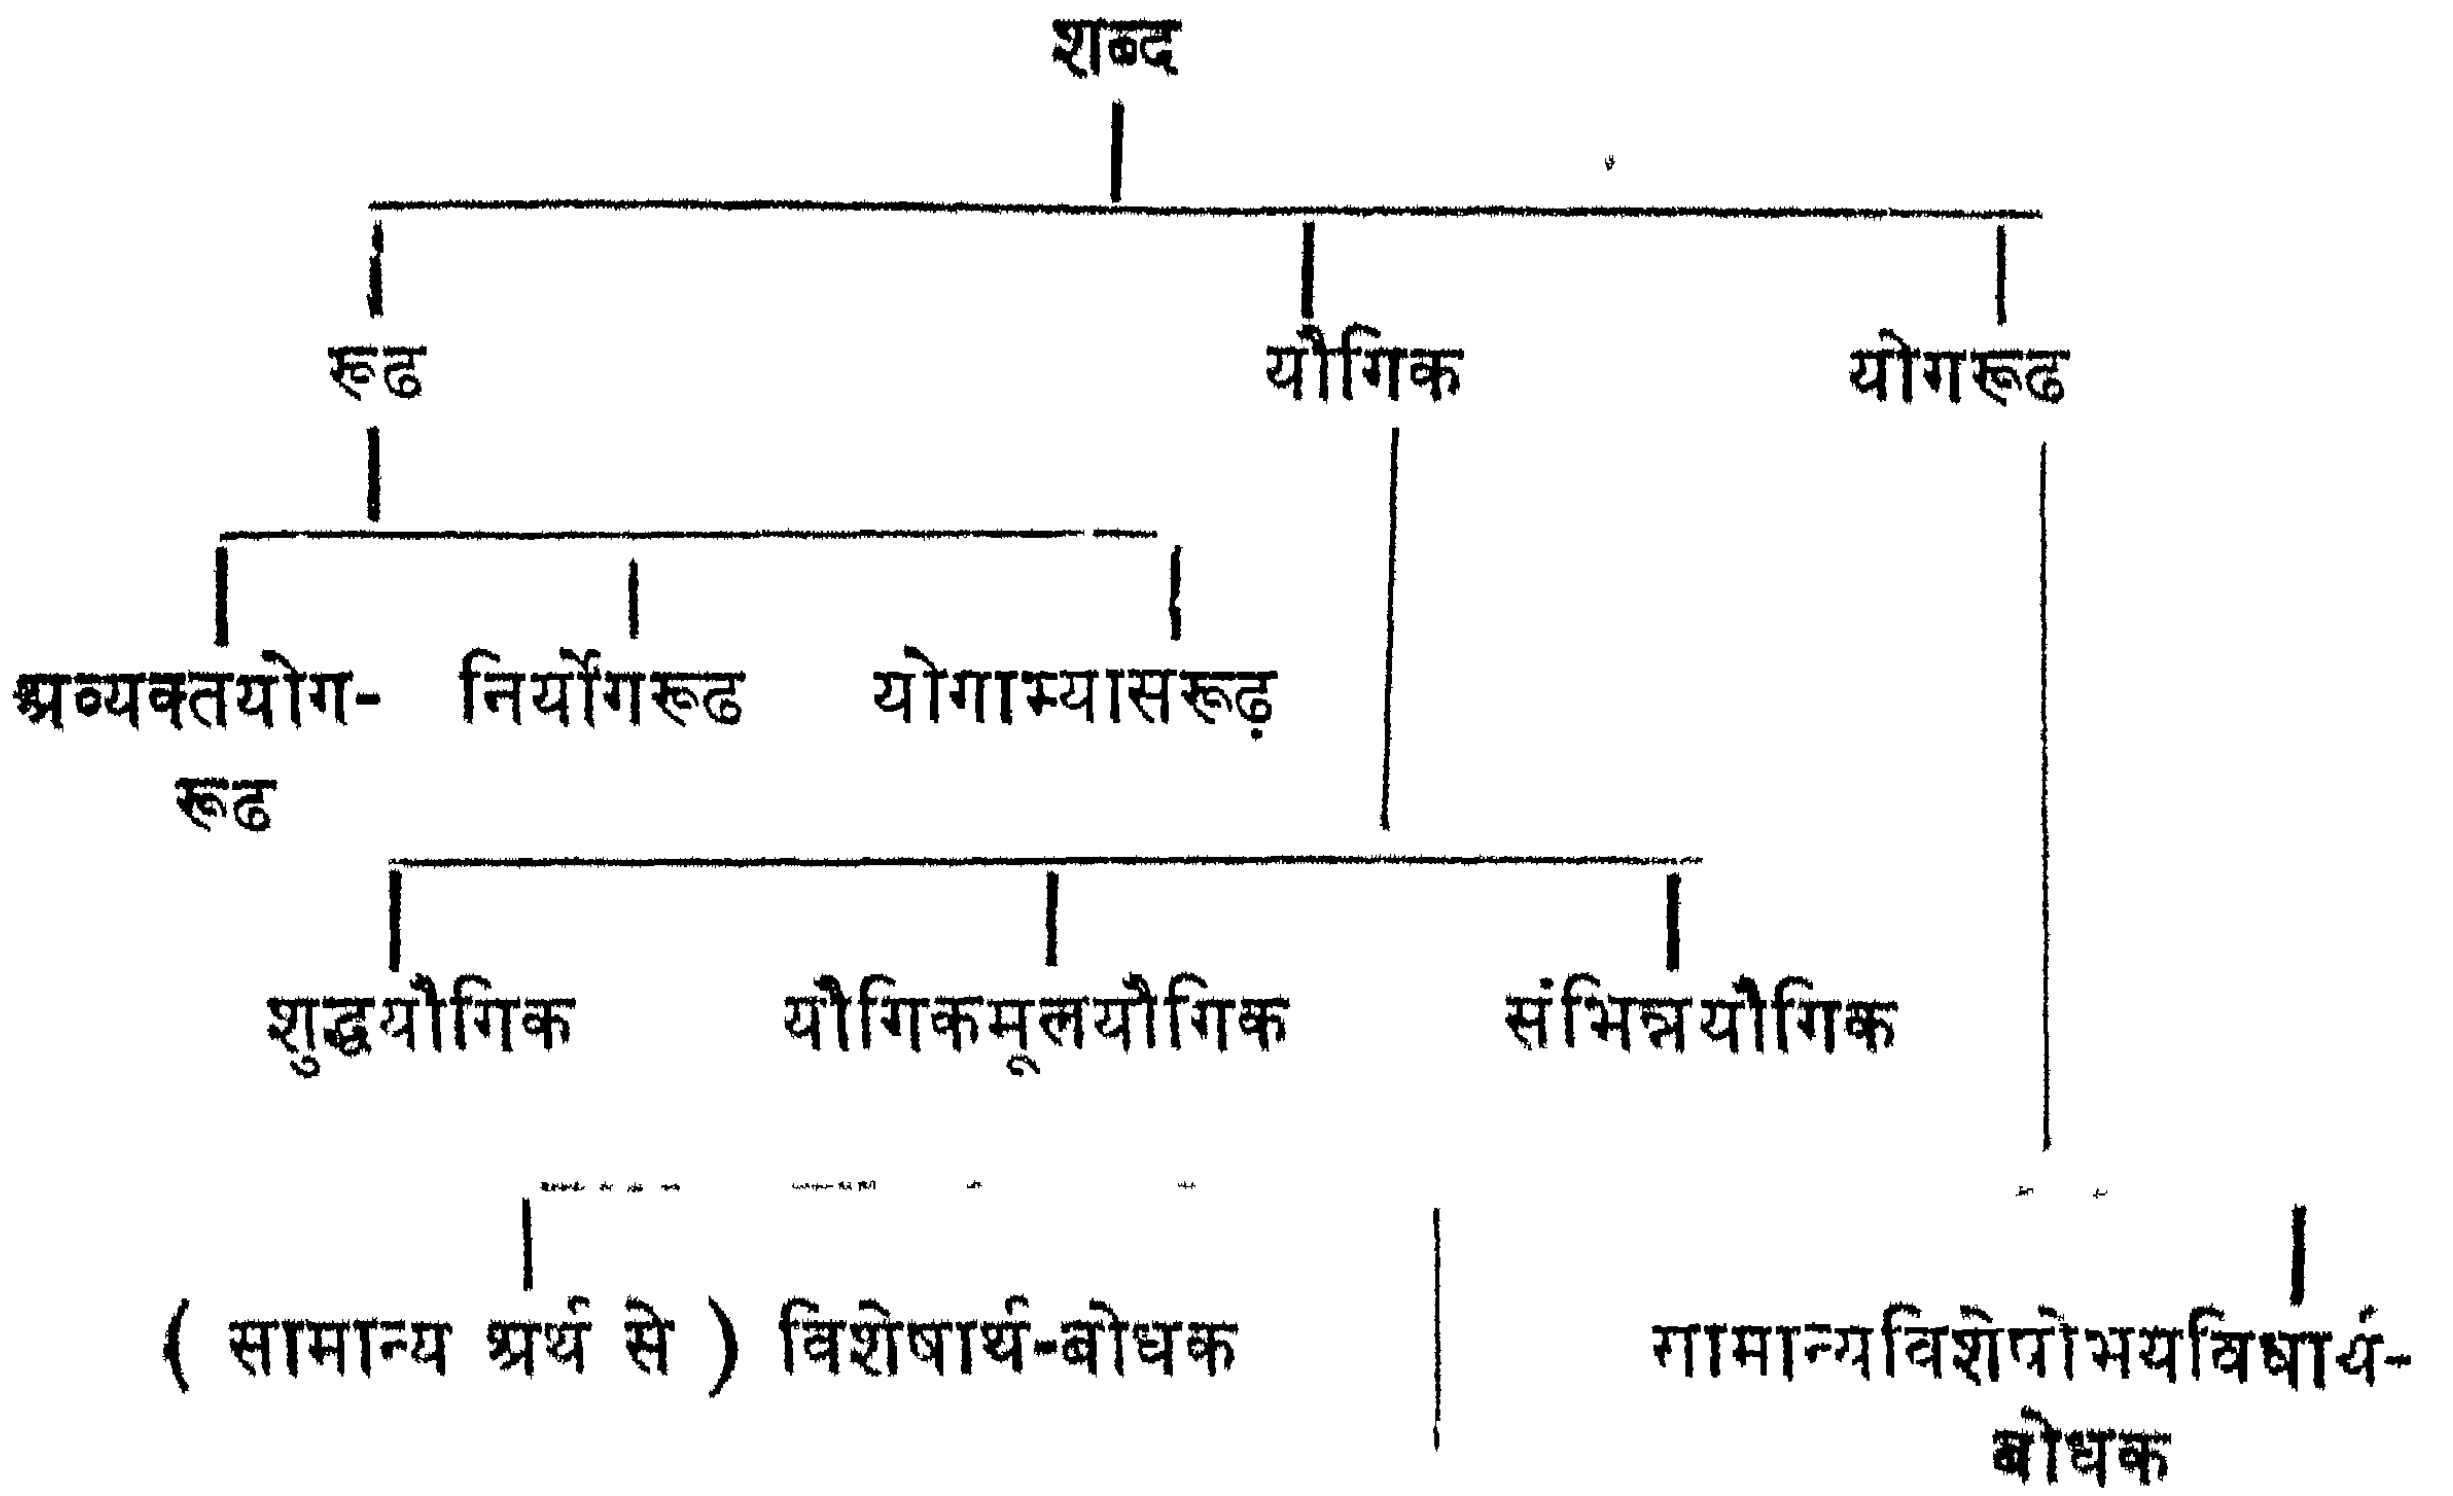 शब्द
रूढ यौगिक योगरूढ
अव्यक्तयोग- निर्योगरूढ योगाभ्यासरूढ़
रूढ
शुद्धयौगिक यौगिकमूलयौगिक संभिन्नयौगिक
( सामान्य अर्थ से ) विशेषार्थ-बोधक सामान्यविशेषोभयविधार्थ-
बोधक